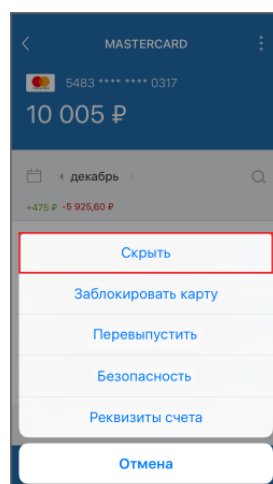 MASTERCARD
5483 **** **** 0317
10 005 ₽
декабрь
+475 ₽ -5 925,60 ₽
Скрыть
Заблокировать карту
Перевыпустить
Безопасность
Реквизиты счета
Отмена